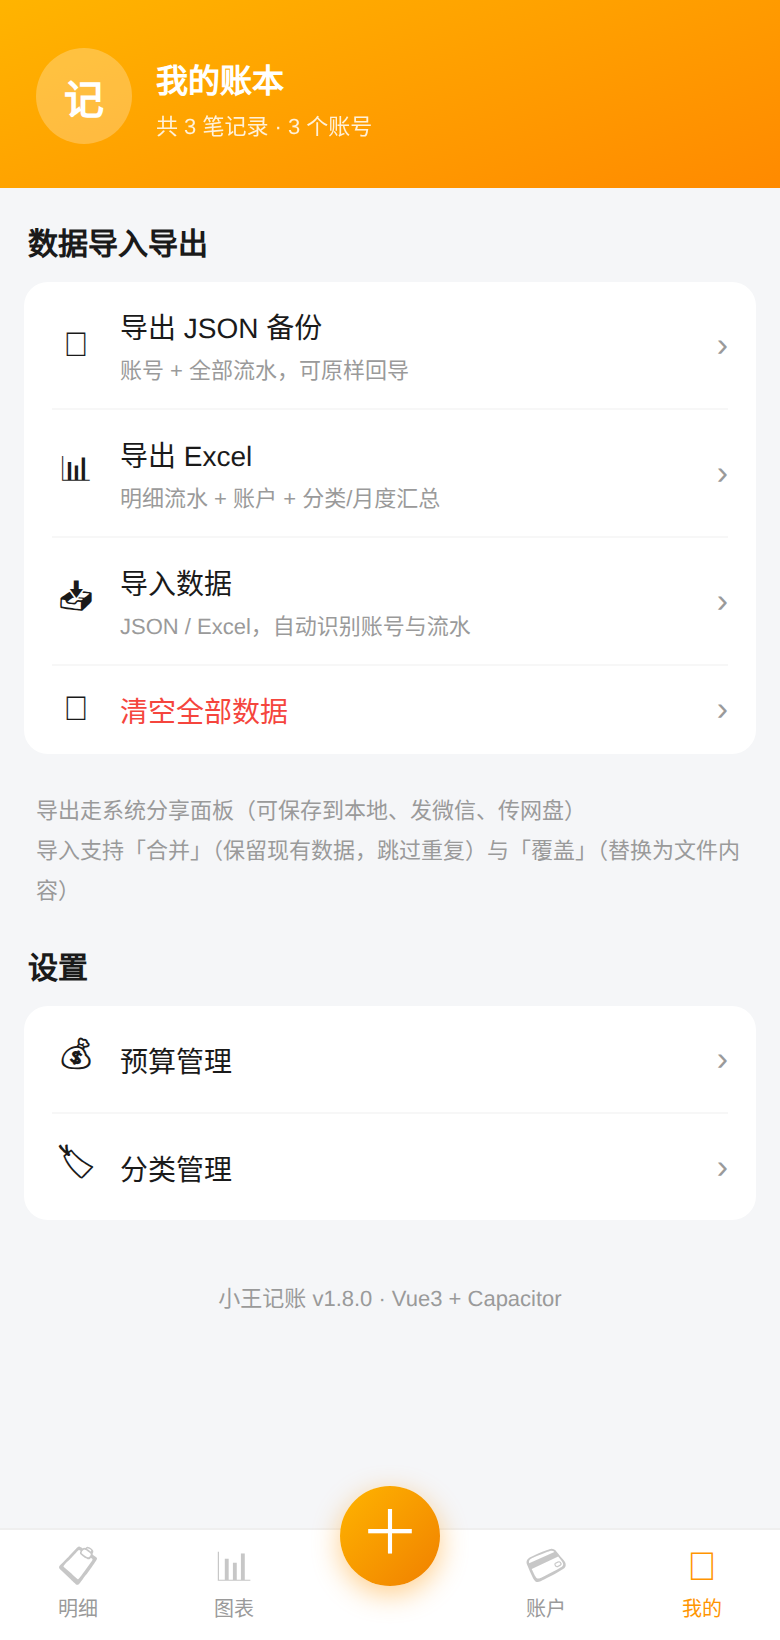 记
我的账本
共 3 笔记录 · 3 个账号
数据导入导出
导出 JSON 备份
账号 + 全部流水，可原样回导
导出 Excel
明细流水 + 账户 + 分类/月度汇总
导入数据
JSON / Excel，自动识别账号与流水
清空全部数据
导出走系统分享面板（可保存到本地、发微信、传网盘）
导入支持「合并」（保留现有数据，跳过重复）与「覆盖」（替换为文件内
容）
设置
预算管理
分类管理
小王记账 v1.8.0 · Vue3 + Capacitor
明细
图表
账户
我的